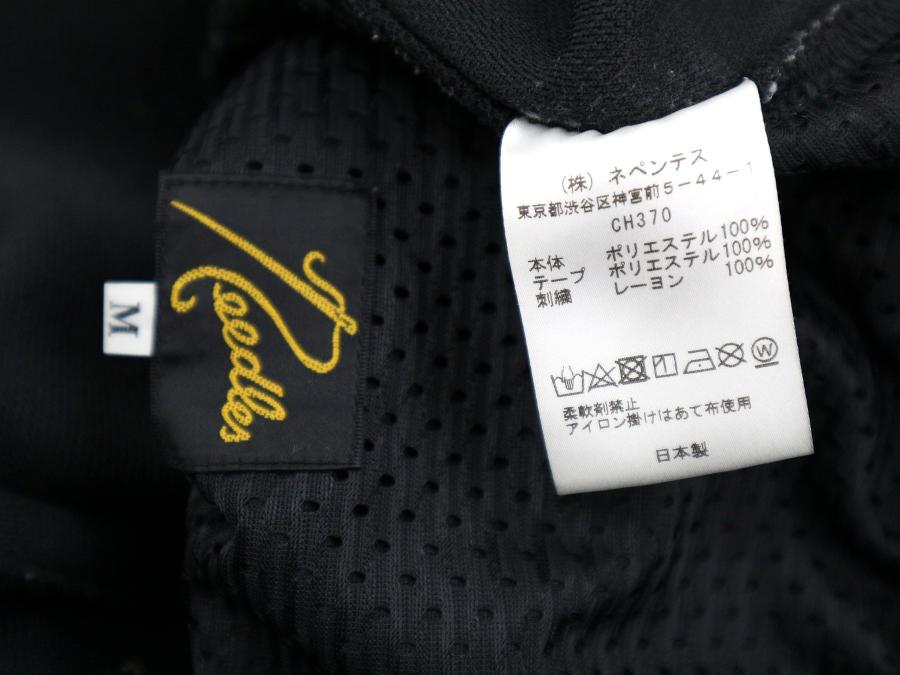 Needles
M
(株) ネペンテス
東京都渋谷区神宮前5-44-1
CH370
本体 ポリエステル100%
テープ ポリエステル100%
刺繍 レーヨン 100%
W
柔軟剤禁止
アイロン掛けはあて布使用
日本製